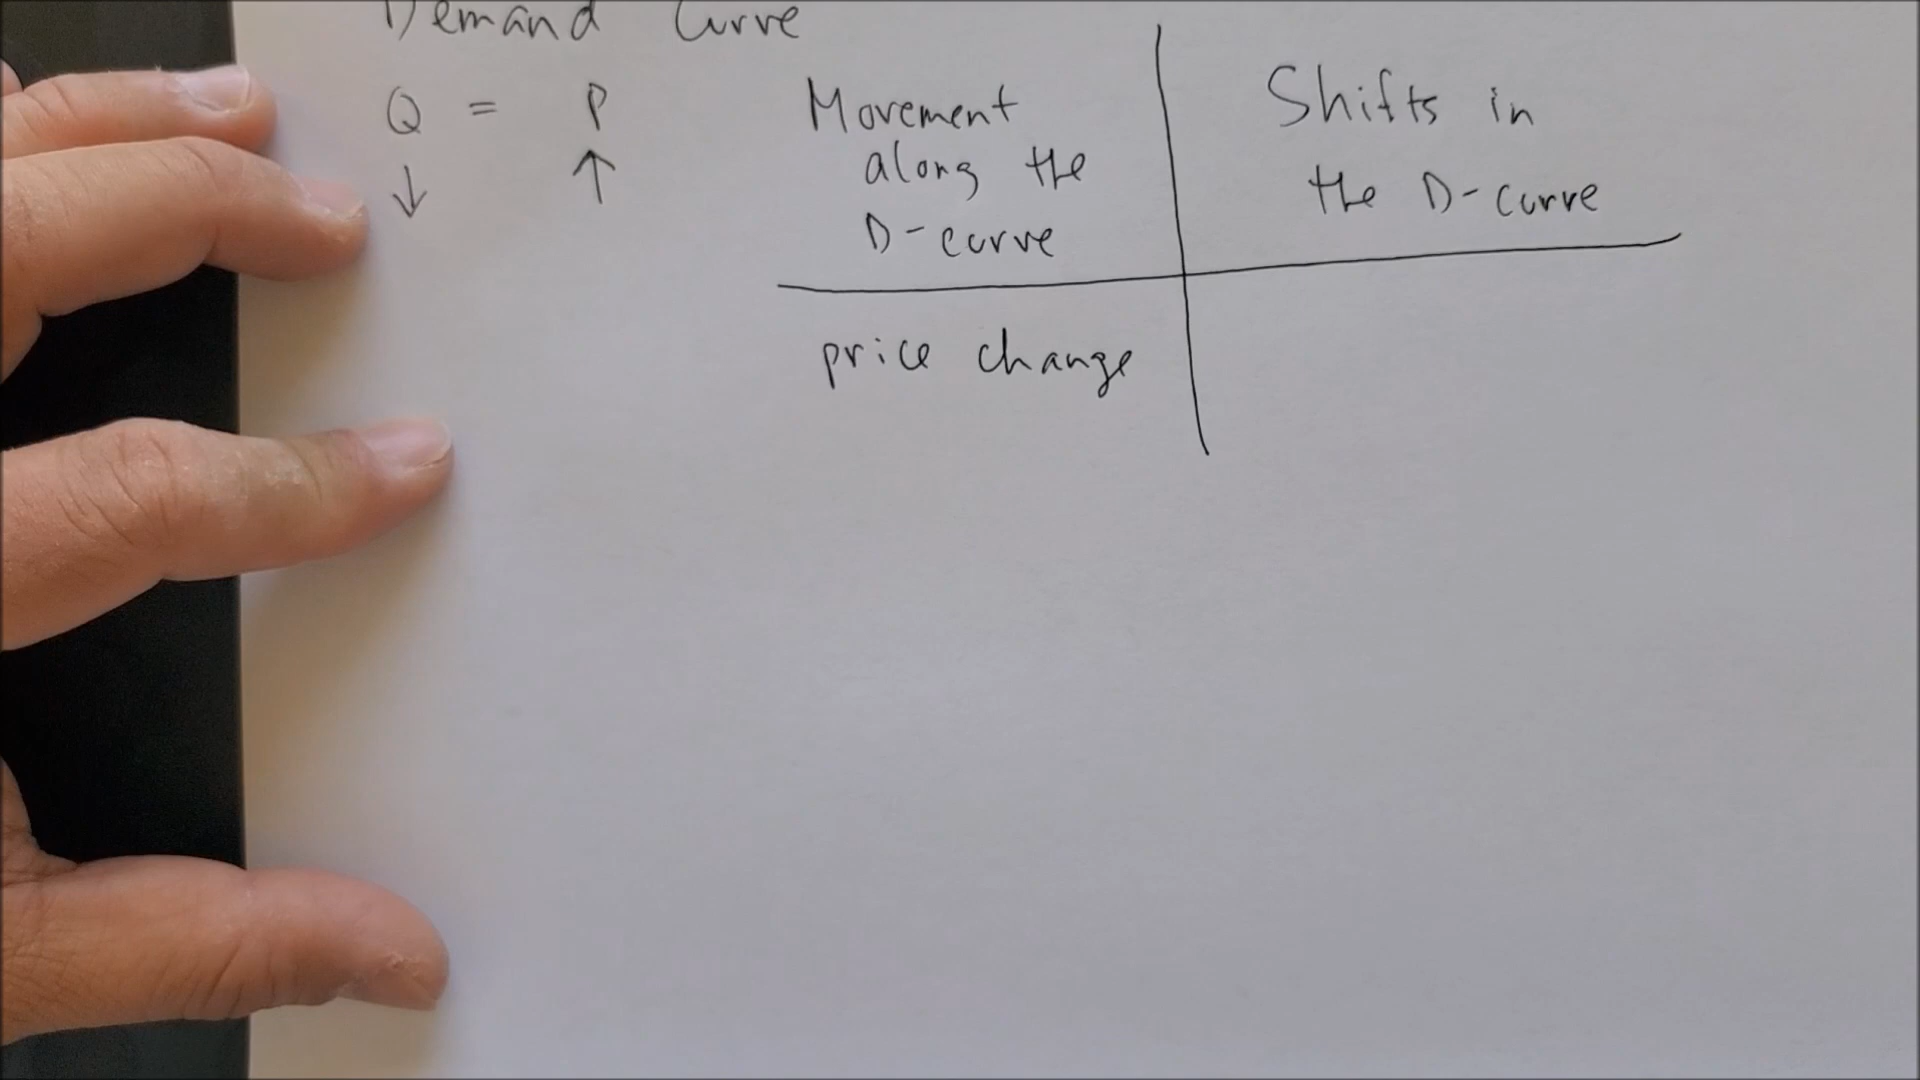 Demand Curve
Q = P
↓ ↑
Movement
along the
D-curve
Shifts in
the D-curve
price change